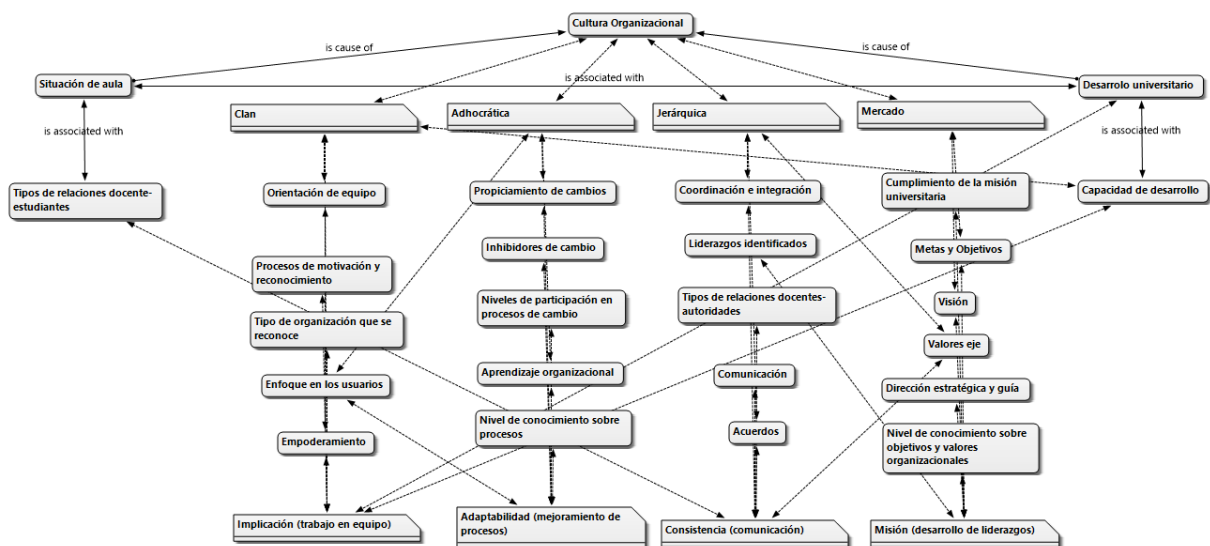 Cultura Organizacional
is cause of
is cause of
is associated with
Situación de aula
Desarrolo universitario
Clan
Adhocrática
Jerárquica
Mercado
is associated with
is associated with
Tipos de relaciones docente-
estudiantes
Orientación de equipo
Propiciamiento de cambios
Coordinación e integración
Cumplimiento de la misión
universitaria
Capacidad de desarrollo
Inhibidores de cambio
Liderazgos identificados
Metas y Objetivos
Procesos de motivación y
reconocimiento
Niveles de participación en
procesos de cambio
Tipos de relaciones docentes-
autoridades
Visión
Tipo de organización que se
reconoce
Valores eje
Enfoque en los usuarios
Aprendizaje organizacional
Comunicación
Dirección estratégica y guía
Empoderamiento
Nivel de conocimiento sobre
procesos
Acuerdos
Nivel de conocimiento sobre
objetivos y valores
organizacionales
Implicación (trabajo en equipo)
Adaptabilidad (mejoramiento de
procesos)
Consistencia (comunicación)
Misión (desarrollo de liderazgos)